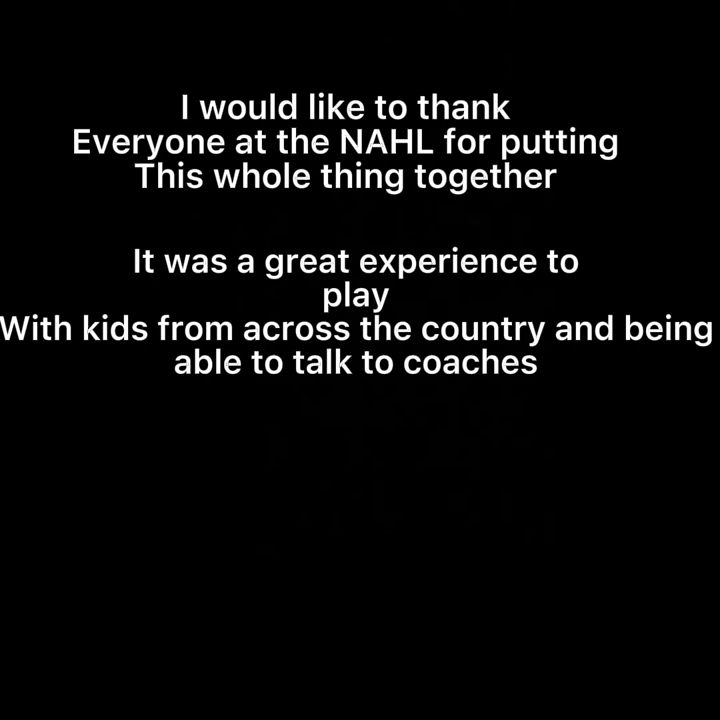 I would like to thank
Everyone at the NAHL for putting
This whole thing together
It was a great experience to
play
With kids from across the country and being
able to talk to coaches